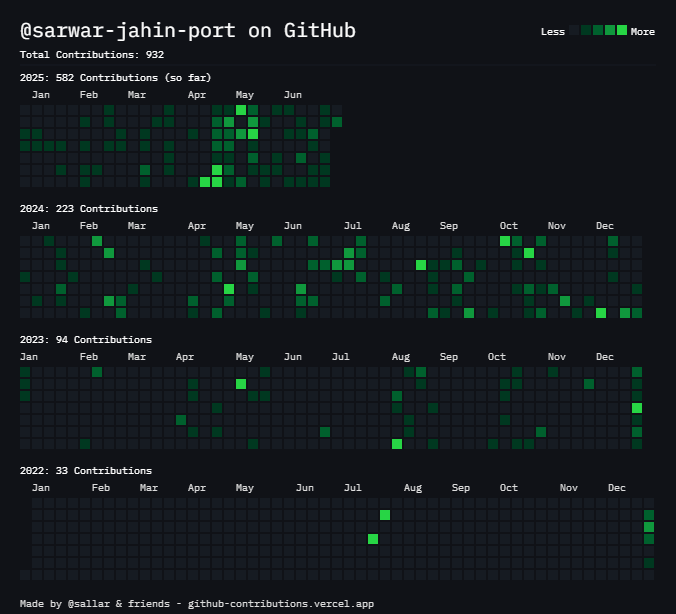 @sarwar-jahin-port on GitHub
Less More
Total Contributions: 932
2025: 582 Contributions (so far)
Jan Feb Mar Apr May Jun
2024: 223 Contributions
Jan Feb Mar Apr May Jun Jul Aug Sep Oct Nov Dec
2023: 94 Contributions
Jan Feb Mar Apr May Jun Jul Aug Sep Oct Nov Dec
2022: 33 Contributions
Jan Feb Mar Apr May Jun Jul Aug Sep Oct Nov Dec
Made by @sallar & friends - github-contributions.vercel.app